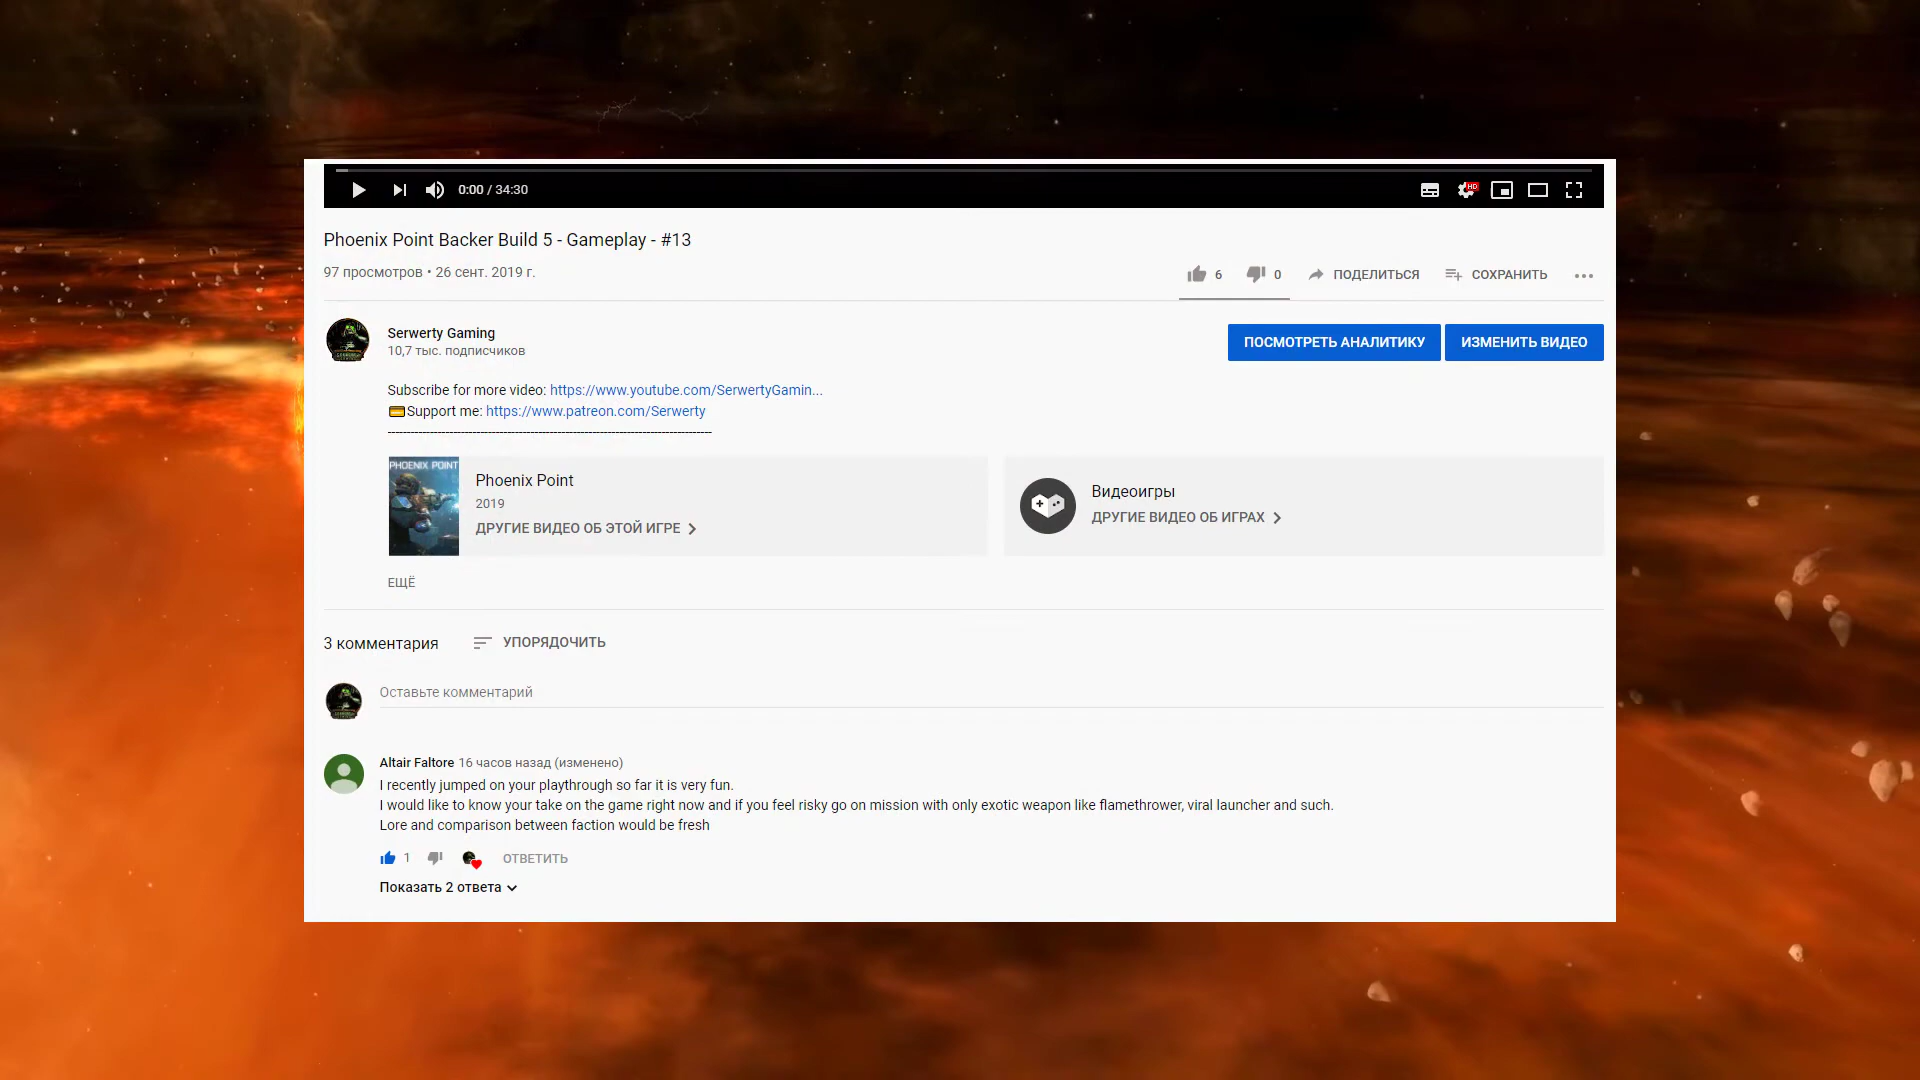 0:00 / 34:30
HD
Phoenix Point Backer Build 5 - Gameplay - #13
97 просмотров • 26 сент. 2019 г.
6
0
ПОДЕЛИТЬСЯ
СОХРАНИТЬ
Serwerty Gaming
10,7 тыс. подписчиков
ПОСМОТРЕТЬ АНАЛИТИКУ
ИЗМЕНИТЬ ВИДЕО
Subscribe for more video: https://www.youtube.com/SerwertyGamin...
Support me: https://www.patreon.com/Serwerty
PHOENIX POINT
Phoenix Point
2019
ДРУГИЕ ВИДЕО ОБ ЭТОЙ ИГРЕ
Видеоигры
ДРУГИЕ ВИДЕО ОБ ИГРАХ
ЕЩЁ
3 комментария
УПОРЯДОЧИТЬ
Оставьте комментарий
Altair Faltore 16 часов назад (изменено)
I recently jumped on your playthrough so far it is very fun.
I would like to know your take on the game right now and if you feel risky go on mission with only exotic weapon like flamethrower, viral launcher and such.
Lore and comparison between faction would be fresh
1
ОТВЕТИТЬ
Показать 2 ответа